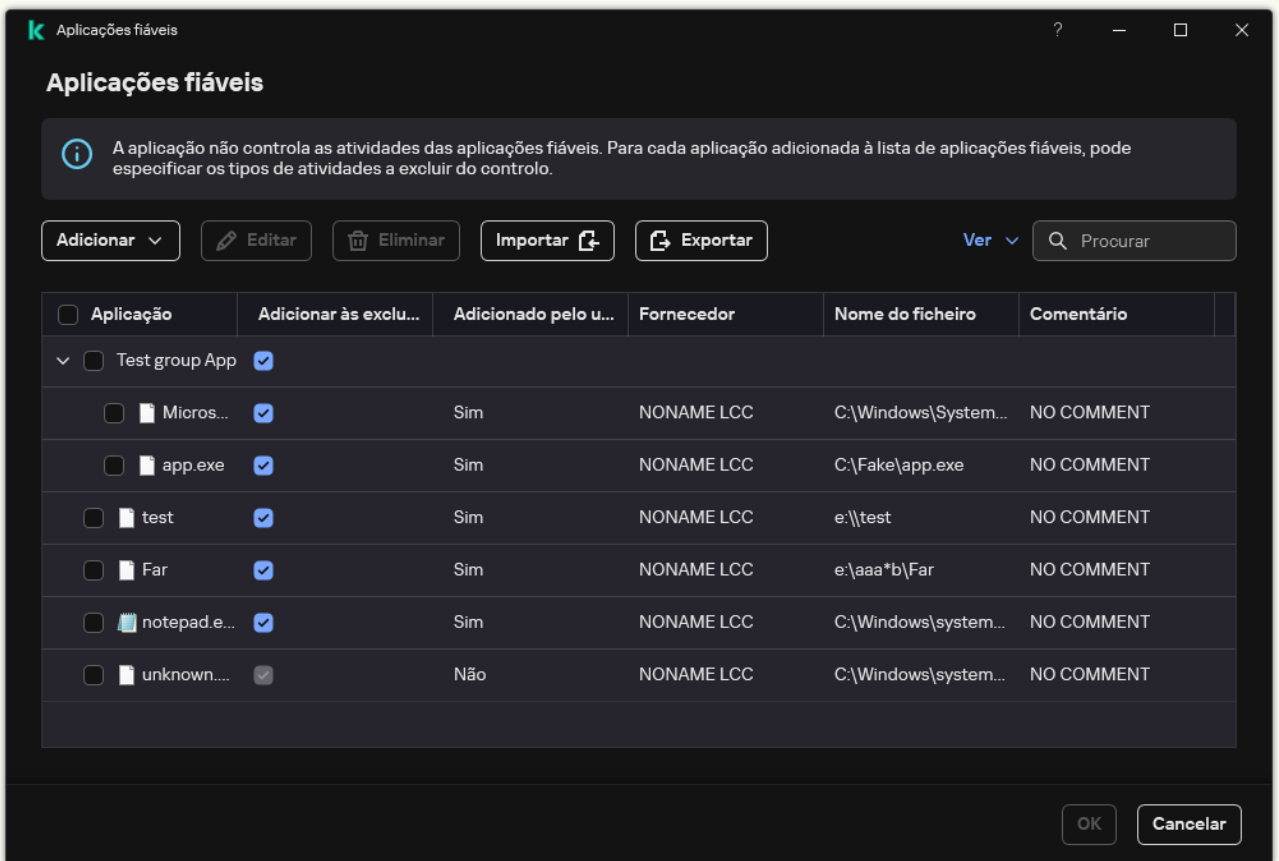 Aplicações fiáveis
?
Aplicações fiáveis
A aplicação não controla as atividades das aplicações fiáveis. Para cada aplicação adicionada à lista de aplicações fiáveis, pode
especificar os tipos de atividades a excluir do controlo.
Adicionar Editar Eliminar Importar Exportar Ver Procurar
Aplicação Adicionar às exclu... Adicionado pelo u... Fornecedor Nome do ficheiro Comentário
Test group App
Micros... Sim NONAME LCC C:\Windows\System... NO COMMENT
app.exe Sim NONAME LCC C:\Fake\app.exe NO COMMENT
test Sim NONAME LCC e:\\test NO COMMENT
Far Sim NONAME LCC e:\aaa*b\Far NO COMMENT
notepad.e... Sim NONAME LCC C:\Windows\system... NO COMMENT
unknown.... Não NONAME LCC C:\Windows\system... NO COMMENT
OK Cancelar